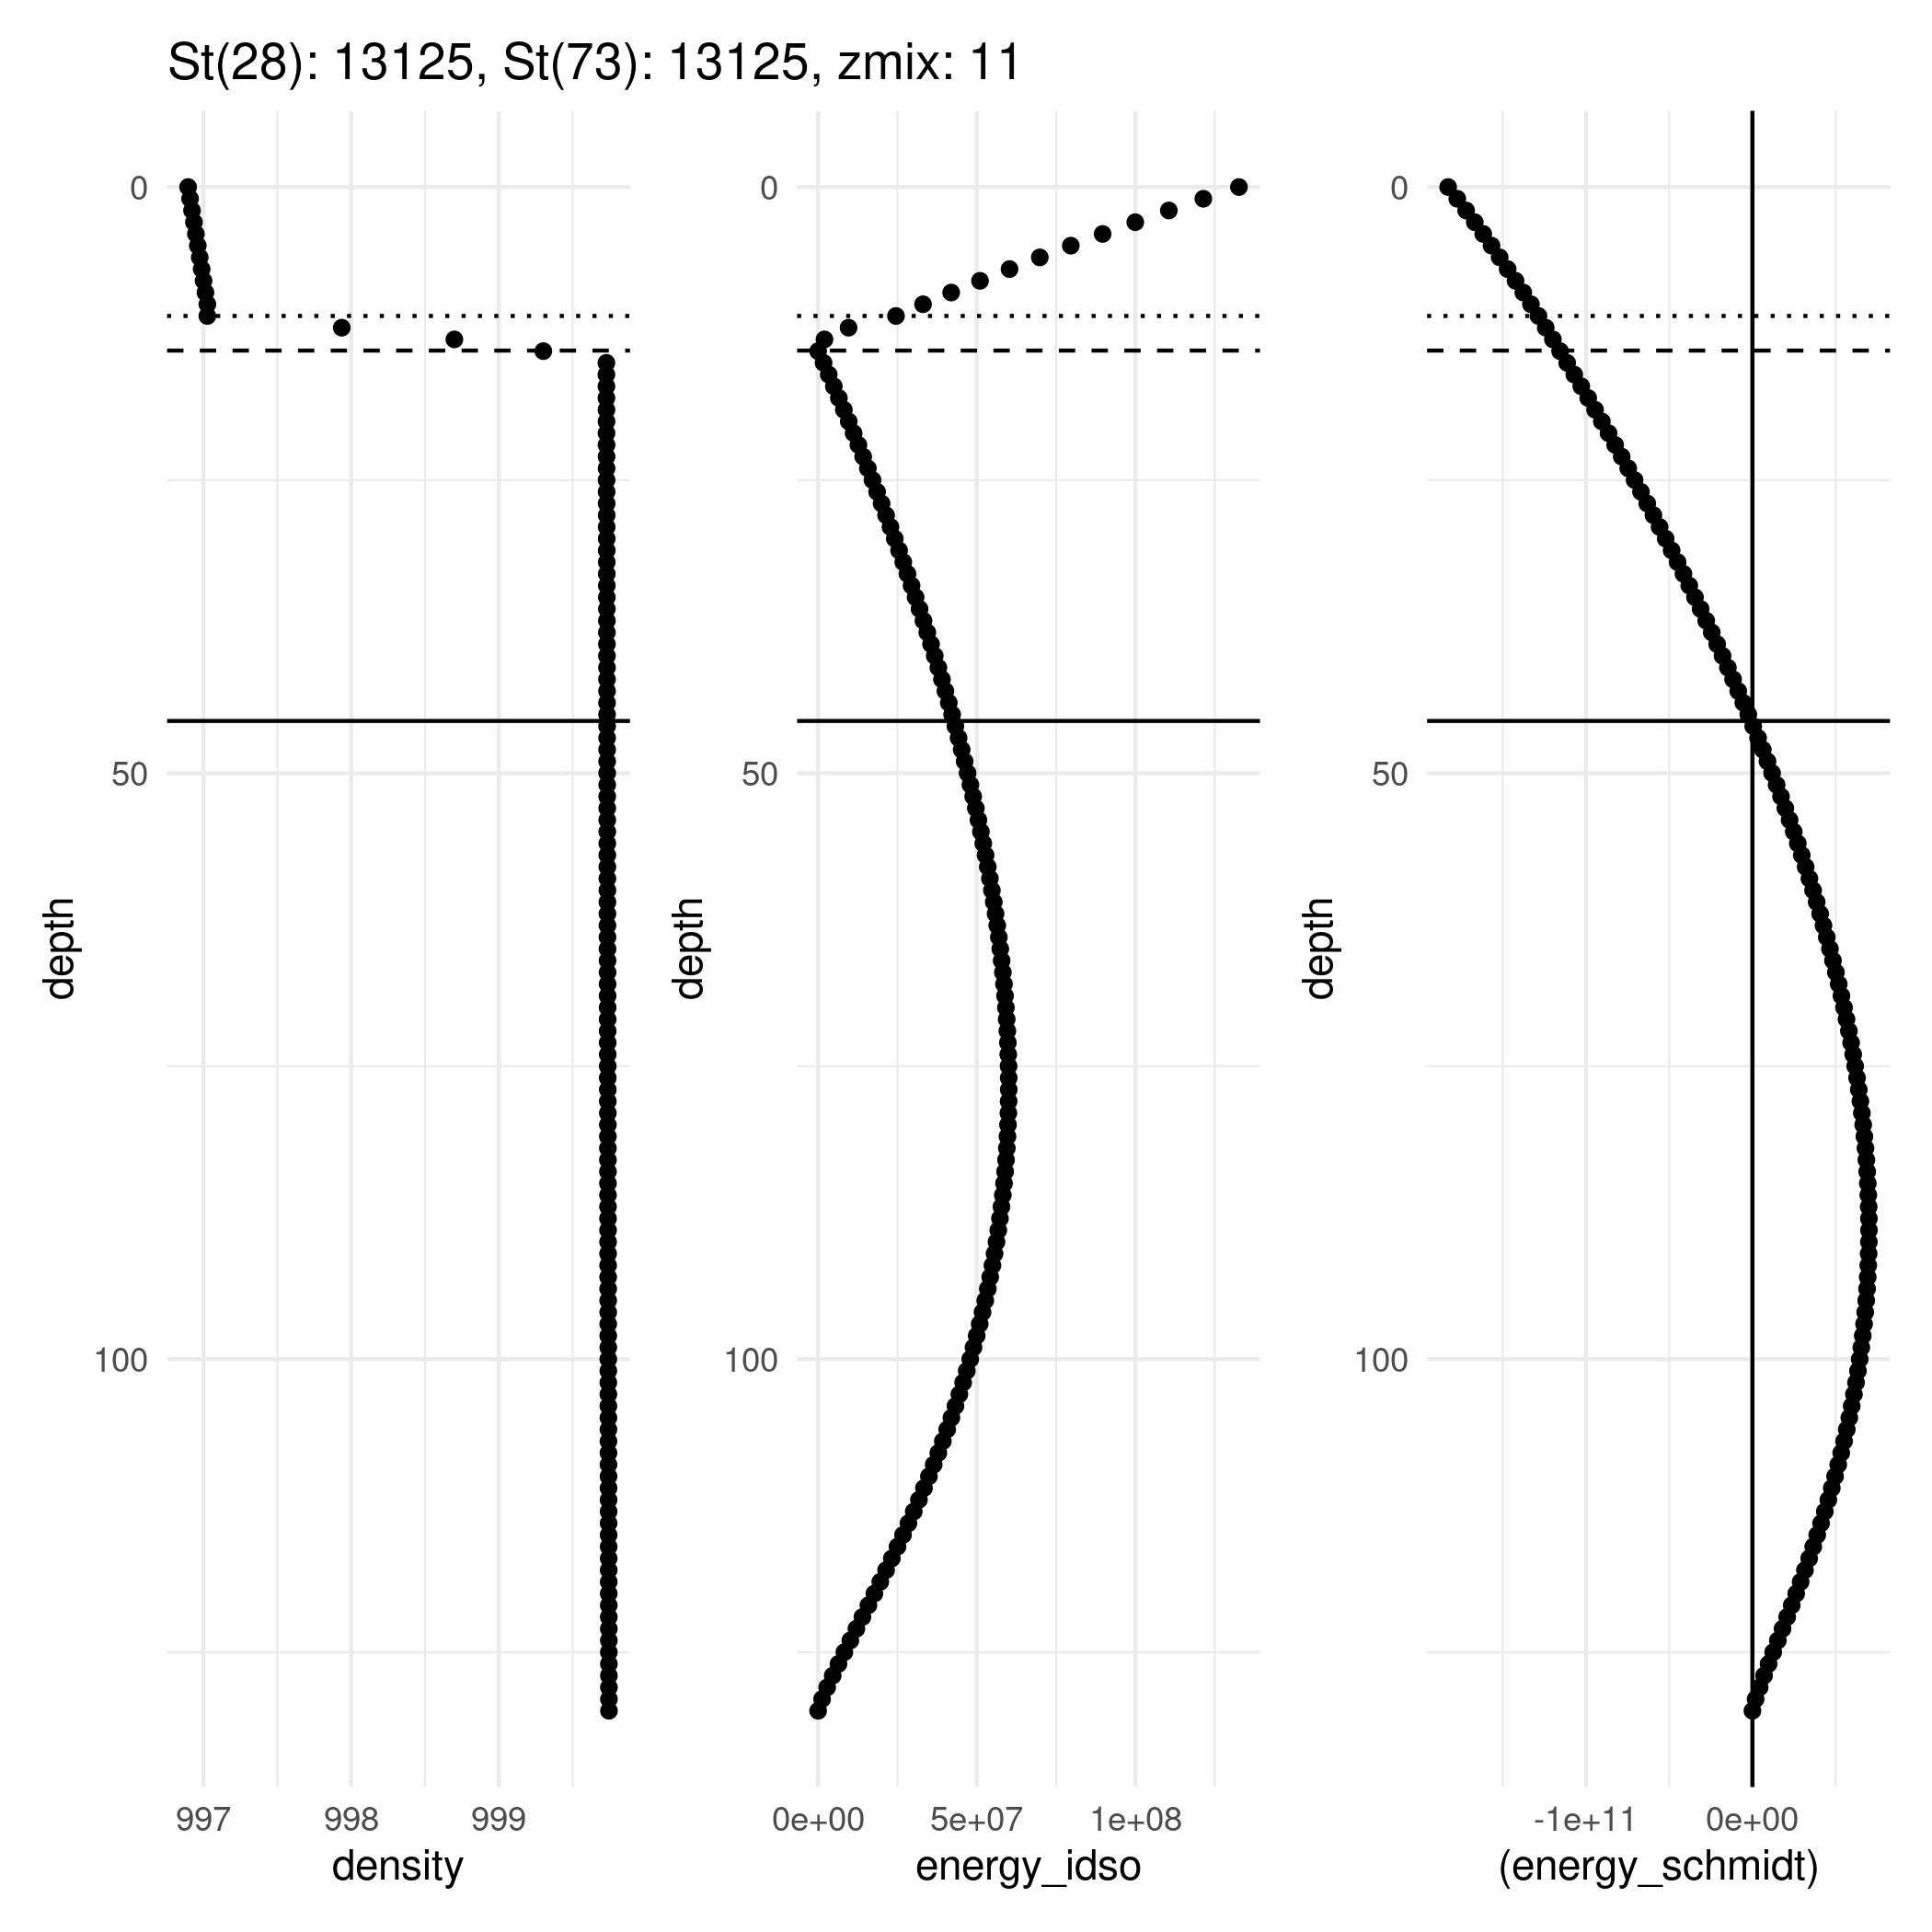 St(28): 13125, St(73): 13125, zmix: 11
0
50
100
depth
997 998 999
density
0
50
100
depth
0e+00 5e+07 1e+08
energy_idso
0
50
100
depth
-1e+11 0e+00
(energy_schmidt)